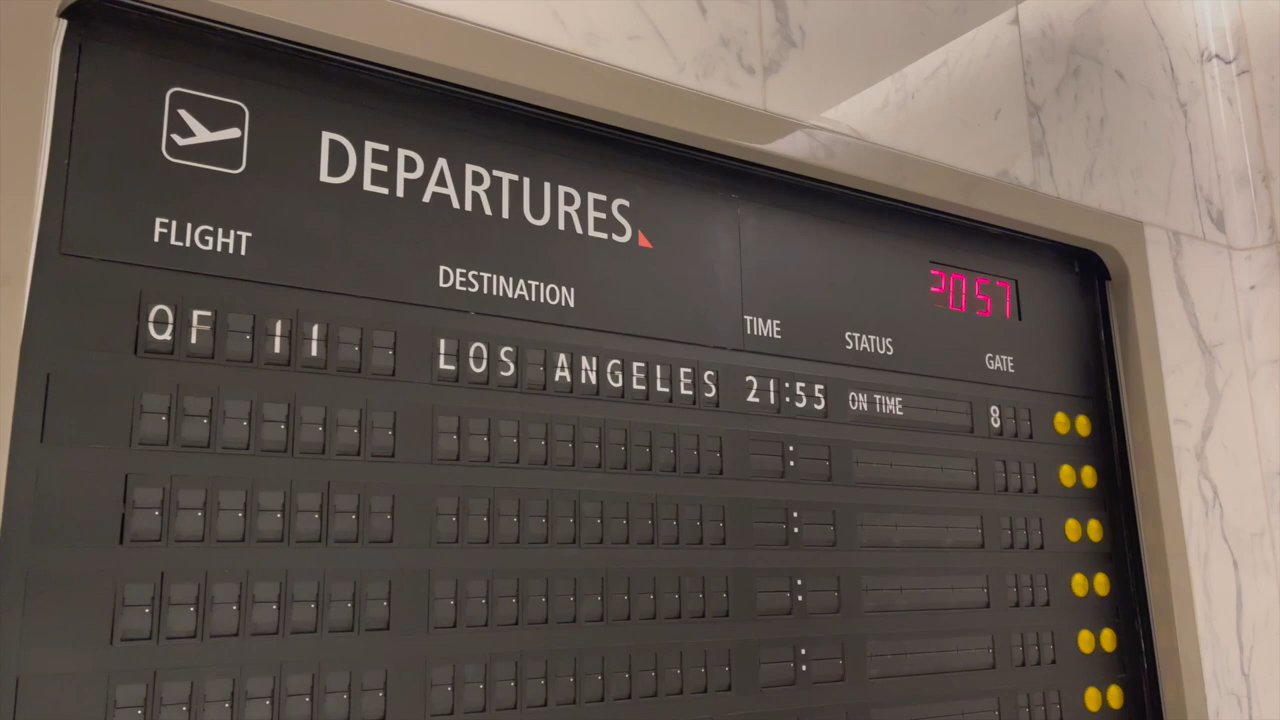 DEPARTURES
2057
FLIGHT DESTINATION TIME STATUS GATE
QF 11 LOS ANGELES 21:55 ON TIME 8